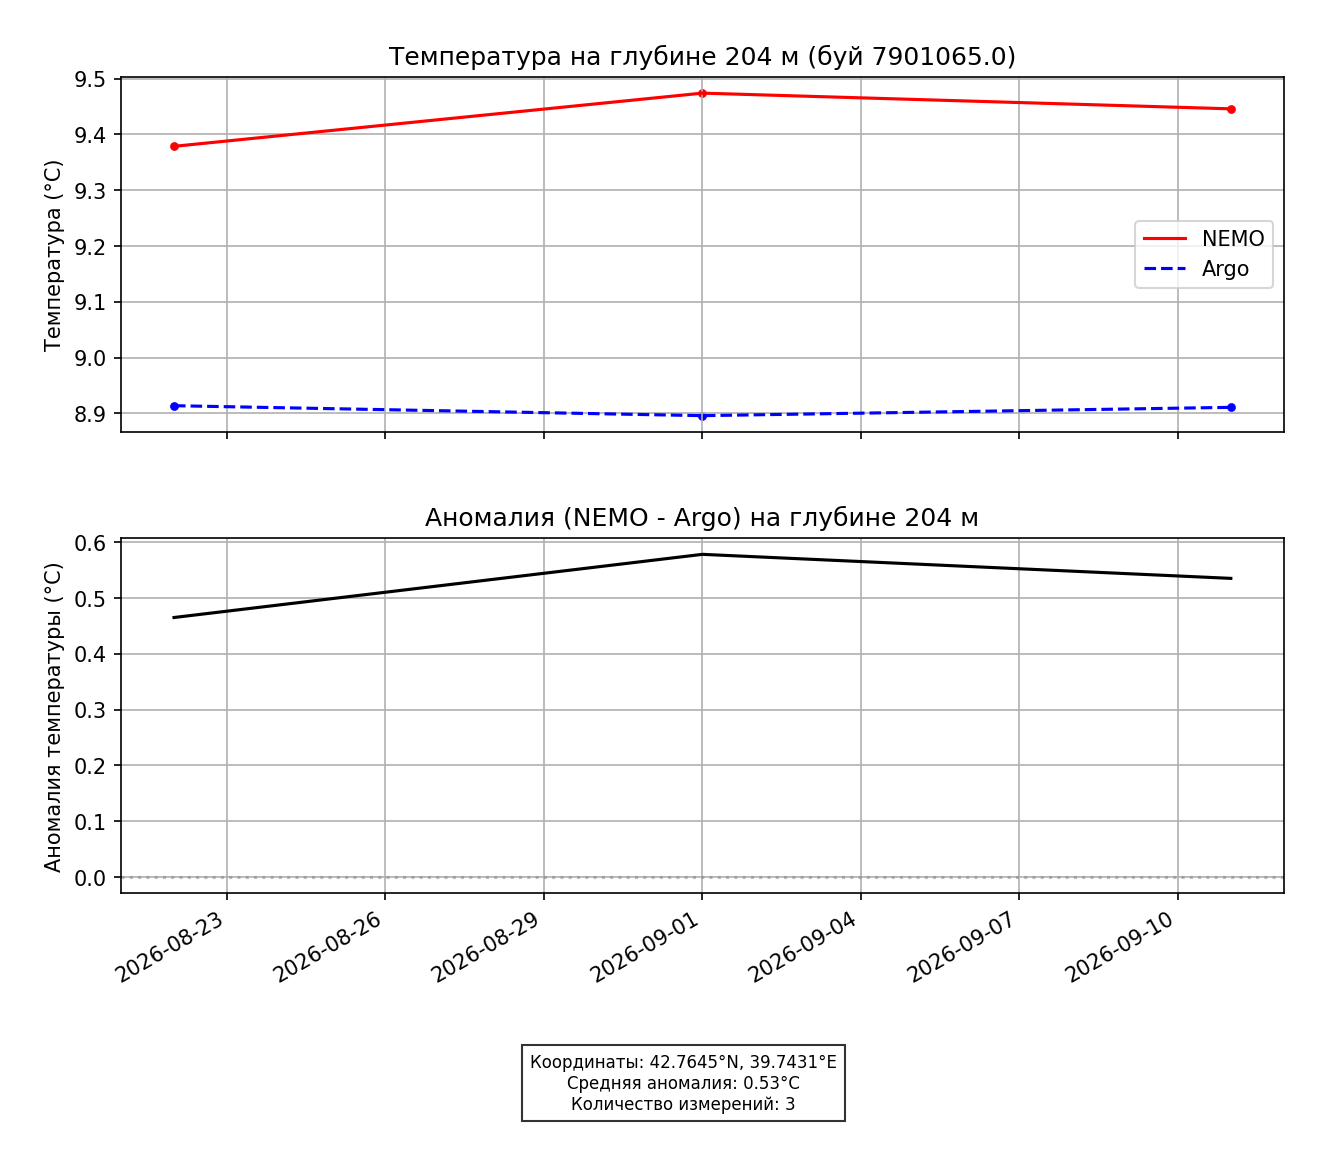 Температура на глубине 204 м (буй 7901065.0)
Температура (°C)
9.5
9.4
9.3
9.2
9.1
9.0
8.9
NEMO
Argo
Аномалия (NEMO - Argo) на глубине 204 м
Аномалия температуры (°C)
0.6
0.5
0.4
0.3
0.2
0.1
0.0
2026-08-23
2026-08-26
2026-08-29
2026-09-01
2026-09-04
2026-09-07
2026-09-10
Координаты: 42.7645°N, 39.7431°E
Средняя аномалия: 0.53°C
Количество измерений: 3